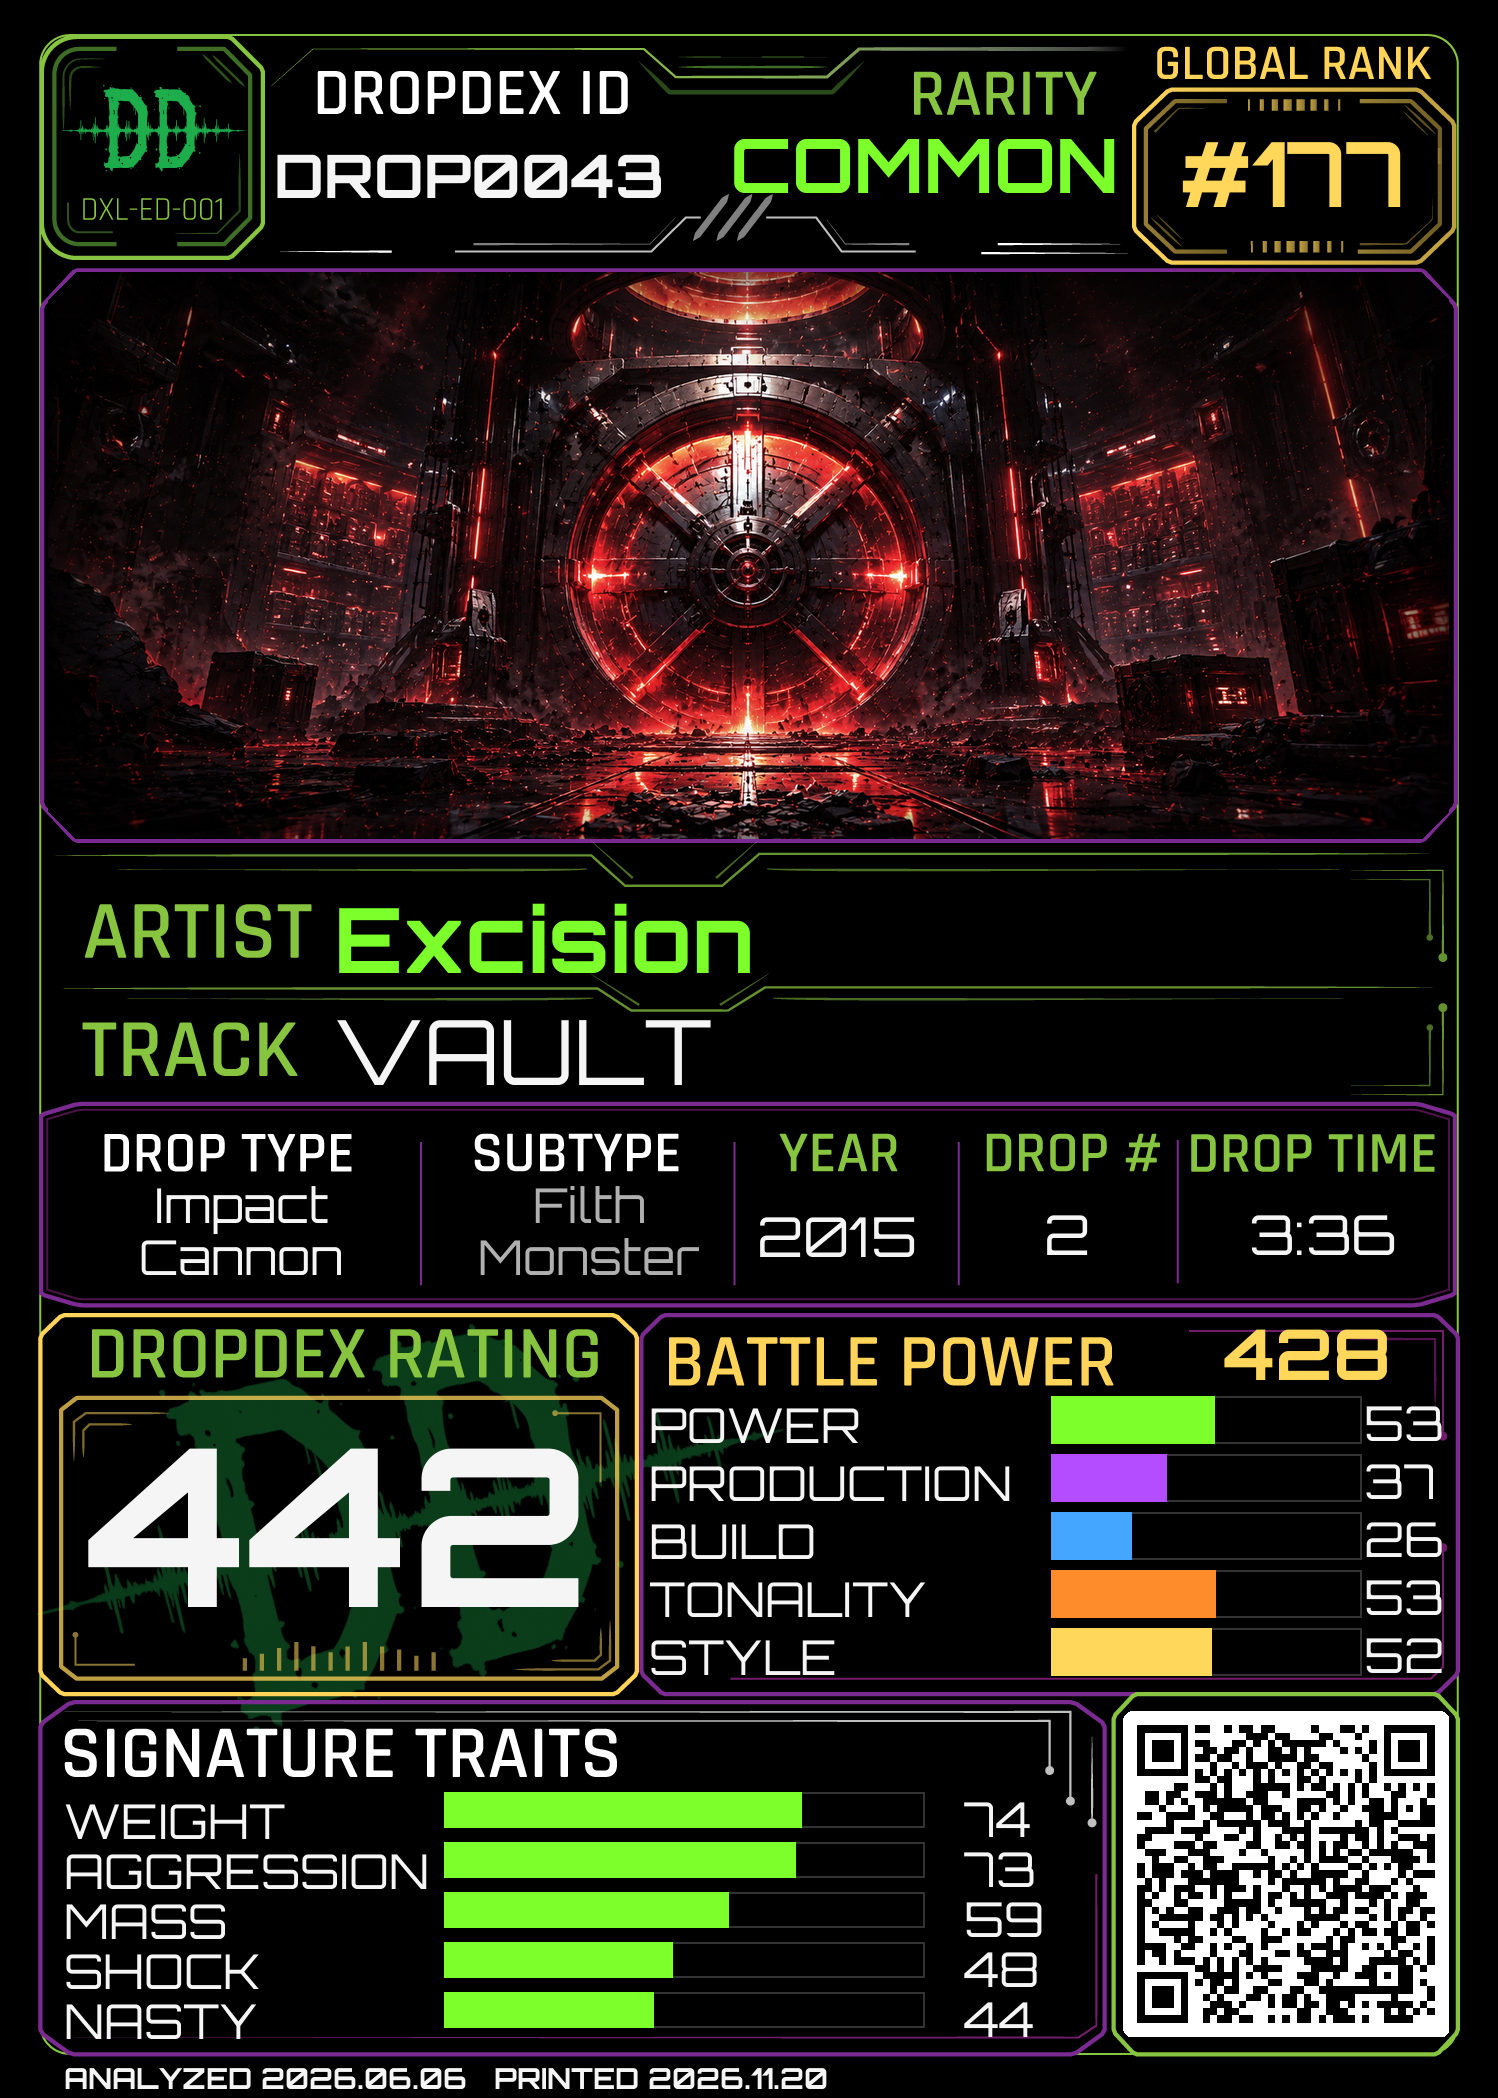 DD
DXL-ED-001
DROPDEX ID
DROP0043
RARITY
COMMON
GLOBAL RANK
#177
ARTIST Excision
TRACK VAULT
DROP TYPE
Impact
Cannon
SUBTYPE
Filth
Monster
YEAR
2015
DROP #
2
DROP TIME
3:36
DROPDEX RATING
442
BATTLE POWER 428
POWER 53
PRODUCTION 37
BUILD 26
TONALITY 53
STYLE 52
SIGNATURE TRAITS
WEIGHT 74
AGGRESSION 73
MASS 59
SHOCK 48
NASTY 44
ANALYZED 2026.06.06 PRINTED 2026.11.20